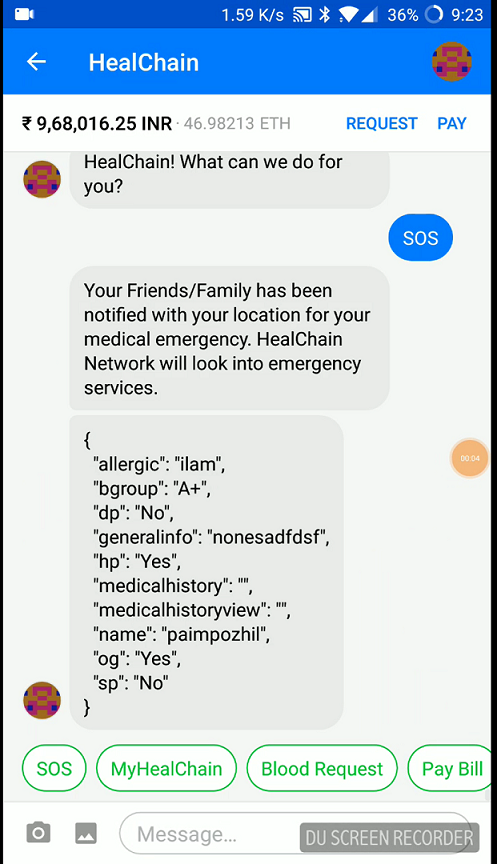 1.59 K/s 36% 9:23
HealChain
₹ 9,68,016.25 INR · 46.98213 ETH REQUEST PAY
HealChain! What can we do for
you?
SOS
Your Friends/Family has been
notified with your location for your
medical emergency. HealChain
Network will look into emergency
services.
{
"allergic": "ilam",
"bgroup": "A+",
"dp": "No",
"generalinfo": "nonesadfdsf",
"hp": "Yes",
"medicalhistory": "",
"medicalhistoryview": "",
"name": "paimpozhil",
"og": "Yes",
"sp": "No"
}
00:04
SOS MyHealChain Blood Request Pay Bill
Message... DU SCREEN RECORDER